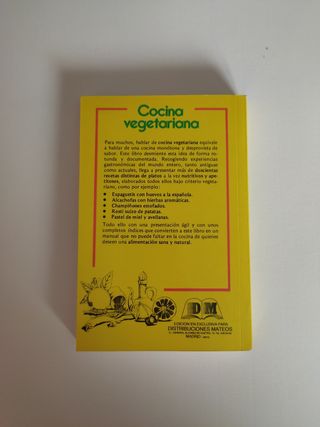 Cocina
vegetariana
Para muchos, hablar de cocina vegetariana equivale
a hablar de una cocina monótona y desprovista de
sabor. Este libro desmiente esta idea de forma ro-
tunda y documentada. Recogiendo experiencias
gastronómicas del mundo entero, tanto antiguas
como actuales, llega a presentar más de doscientas
recetas distintas de platos a la vez nutritivos y ape-
titosos, elaborados todos ellos bajo criterio vegeta-
riano, como por ejemplo:
• Espaguetis con huevos a la española.
• Alcachofas con hierbas aromáticas.
• Champiñones estofados.
• Rosti suizo de patatas.
• Pastel de miel y avellanas.
Todo ello con una presentación ágil y con unos
completos índices que convierten a este libro en un
manual que no puede faltar en la cocina de quienes
deseen una alimentación sana y natural.
DM
EDICION EN EXCLUSIVA PARA
DISTRIBUCIONES MATEOS
MADRID